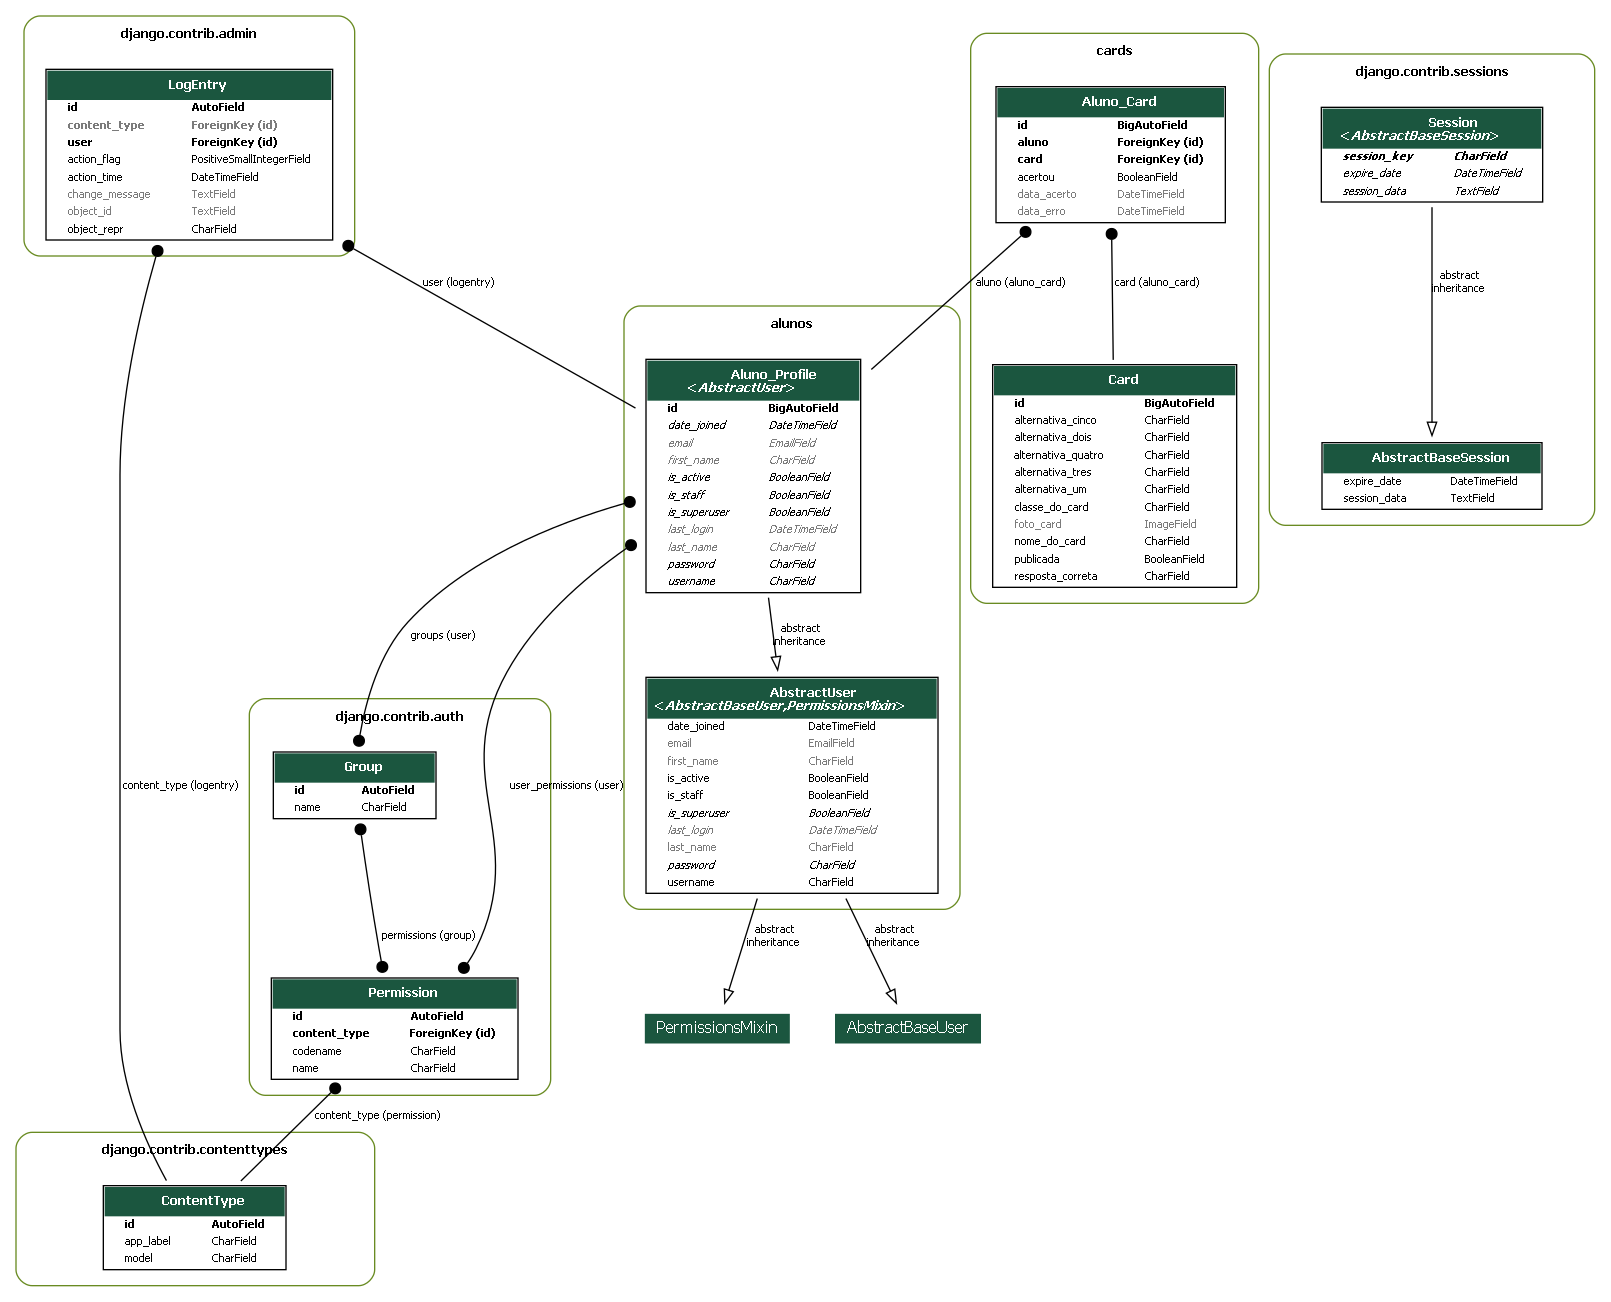 django.contrib.admin
LogEntry
id AutoField
content_type ForeignKey (id)
user ForeignKey (id)
action_flag PositiveSmallIntegerField
action_time DateTimeField
change_message TextField
object_id TextField
object_repr CharField
cards
Aluno_Card
id BigAutoField
aluno ForeignKey (id)
card ForeignKey (id)
acertou BooleanField
data_acerto DateTimeField
data_erro DateTimeField
django.contrib.sessions
Session
<AbstractBaseSession>
session_key CharField
expire_date DateTimeField
session_data TextField
user (logentry)
aluno (aluno_card)
card (aluno_card)
abstract
inheritance
alunos
Aluno_Profile
<AbstractUser>
id BigAutoField
date_joined DateTimeField
email EmailField
first_name CharField
is_active BooleanField
is_staff BooleanField
is_superuser BooleanField
last_login DateTimeField
last_name CharField
password CharField
username CharField
Card
id BigAutoField
alternativa_cinco CharField
alternativa_dois CharField
alternativa_quatro CharField
alternativa_tres CharField
alternativa_um CharField
classe_do_card CharField
foto_card ImageField
nome_do_card CharField
publicada BooleanField
resposta_correta CharField
AbstractBaseSession
expire_date DateTimeField
session_data TextField
groups (user)
abstract
inheritance
AbstractUser
<AbstractBaseUser,PermissionsMixin>
date_joined DateTimeField
email EmailField
first_name CharField
is_active BooleanField
is_staff BooleanField
is_superuser BooleanField
last_login DateTimeField
last_name CharField
password CharField
username CharField
django.contrib.auth
Group
id AutoField
name CharField
content_type (logentry)
user_permissions (user)
permissions (group)
abstract
inheritance
abstract
inheritance
Permission
id AutoField
content_type ForeignKey (id)
codename CharField
name CharField
PermissionsMixin
AbstractBaseUser
content_type (permission)
django.contrib.contenttypes
ContentType
id AutoField
app_label CharField
model CharField